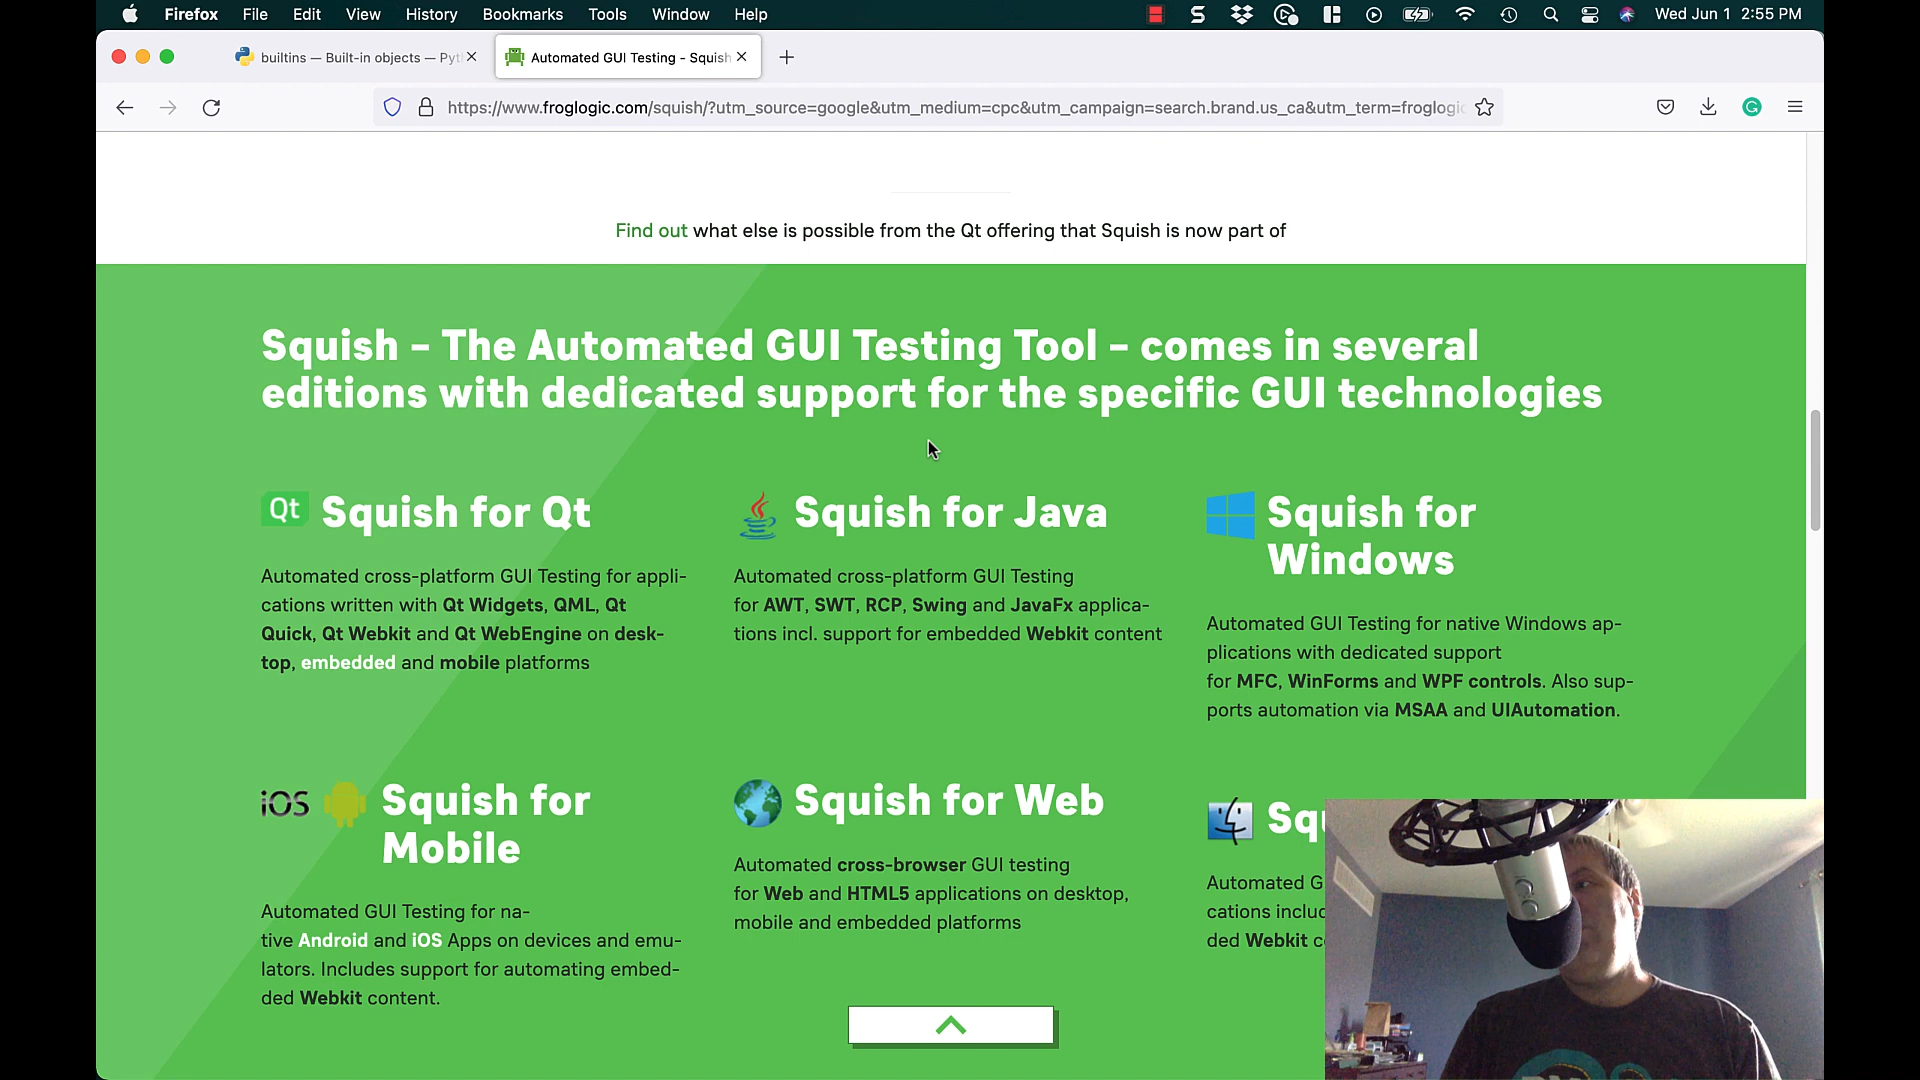 Firefox File Edit View History Bookmarks Tools Window Help Wed Jun 1 2:55 PM
builtins — Built-in objects — Pyt
Automated GUI Testing - Squish
https://www.froglogic.com/squish/?utm_source=google&utm_medium=cpc&utm_campaign=search.brand.us_ca&utm_term=froglogic
Find out what else is possible from the Qt offering that Squish is now part of
Squish – The Automated GUI Testing Tool – comes in several
editions with dedicated support for the specific GUI technologies
Qt Squish for Qt
Automated cross-platform GUI Testing for appli-
cations written with Qt Widgets, QML, Qt
Quick, Qt Webkit and Qt WebEngine on desk-
top, embedded and mobile platforms
Squish for Java
Automated cross-platform GUI Testing
for AWT, SWT, RCP, Swing and JavaFx applica-
tions incl. support for embedded Webkit content
Squish for
Windows
Automated GUI Testing for native Windows ap-
plications with dedicated support
for MFC, WinForms and WPF controls. Also sup-
ports automation via MSAA and UIAutomation.
iOS Squish for
Mobile
Automated GUI Testing for na-
tive Android and iOS Apps on devices and emu-
lators. Includes support for automating embed-
ded Webkit content.
Squish for Web
Automated cross-browser GUI testing
for Web and HTML5 applications on desktop,
mobile and embedded platforms
Squ
Automated G
cations includ
ded Webkit c